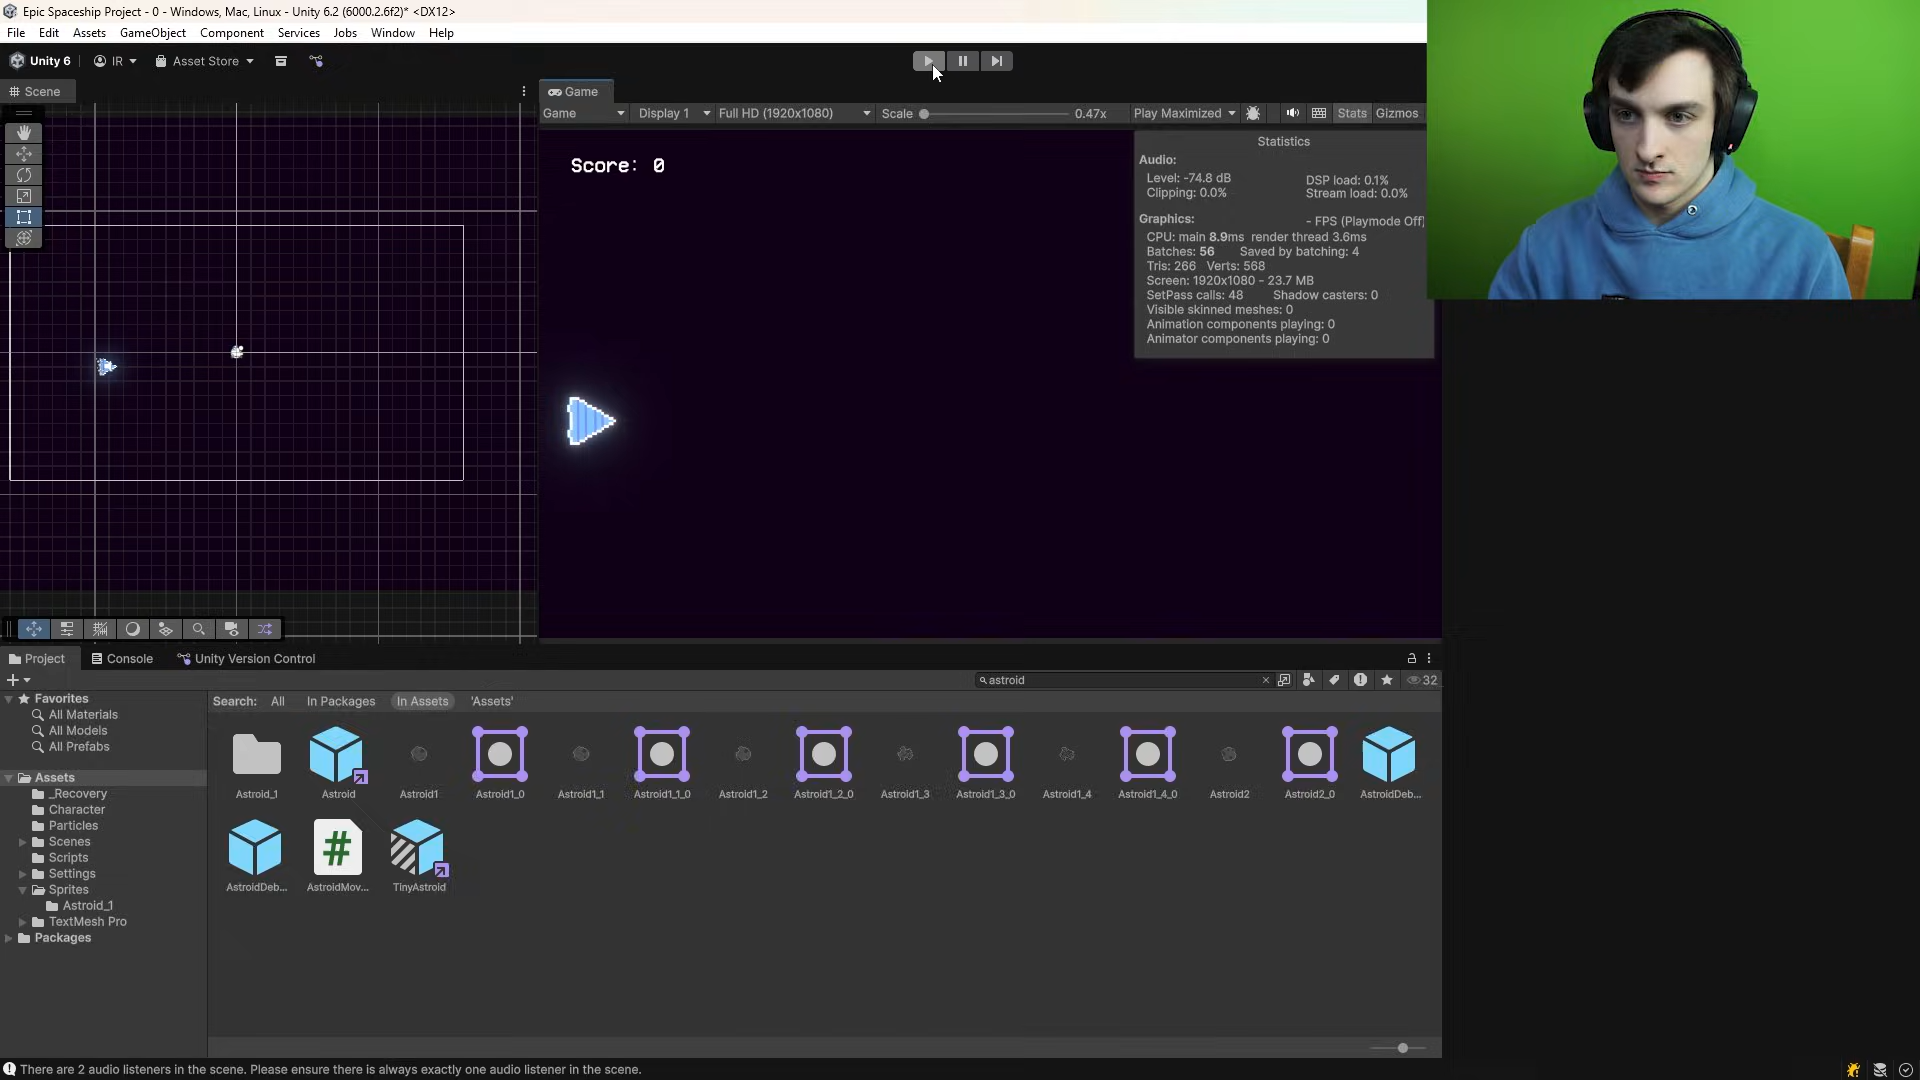 Epic Spaceship Project - 0 - Windows, Mac, Linux - Unity 6.2 (6000.2.6f2)* <DX12>
File Edit Assets GameObject Component Services Jobs Window Help
Unity 6 IR Asset Store
Scene
Game
Game Display 1 Full HD (1920x1080) Scale 0.47x Play Maximized Stats Gizmos
Score: 0
Statistics
Audio:
Level: -74.8 dB DSP load: 0.1%
Clipping: 0.0% Stream load: 0.0%
Graphics: - FPS (Playmode Off)
CPU: main 8.9ms render thread 3.6ms
Batches: 56 Saved by batching: 4
Tris: 266 Verts: 568
Screen: 1920x1080 - 23.7 MB
SetPass calls: 48 Shadow casters: 0
Visible skinned meshes: 0
Animation components playing: 0
Animator components playing: 0
Project Console Unity Version Control
astroid
32
Favorites
All Materials
All Models
All Prefabs
Assets
_Recovery
Character
Particles
Scenes
Scripts
Settings
Sprites
Astroid_1
TextMesh Pro
Packages
Search: All In Packages In Assets 'Assets'
Astroid_1 Astroid Astroid1 Astroid1_0 Astroid1_1 Astroid1_1_0 Astroid1_2 Astroid1_2_0 Astroid1_3 Astroid1_3_0 Astroid1_4 Astroid1_4_0 Astroid2 Astroid2_0 AstroidDeb...
AstroidDeb... AstroidMov... TinyAstroid
There are 2 audio listeners in the scene. Please ensure there is always exactly one audio listener in the scene.